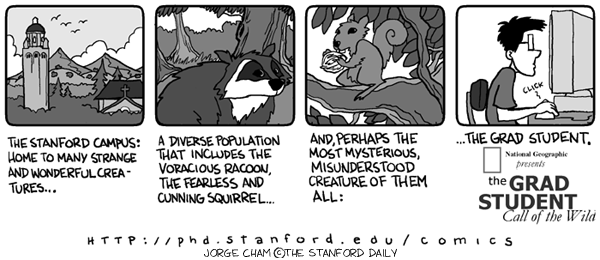 THE STANFORD CAMPUS:
HOME TO MANY STRANGE
AND WONDERFUL CREA-
TURES...
A DIVERSE POPULATION
THAT INCLUDES THE
VORACIOUS RACOON,
THE FEARLESS AND
CUNNING SQUIRREL...
AND, PERHAPS THE
MOST MYSTERIOUS,
MISUNDERSTOOD
CREATURE OF THEM
ALL:
CLICK
...THE GRAD STUDENT.
National Geographic
presents
the GRAD
STUDENT
Call of the Wild
HTTP://phd.stanford.edu/comics
JORGE CHAM ©THE STANFORD DAILY